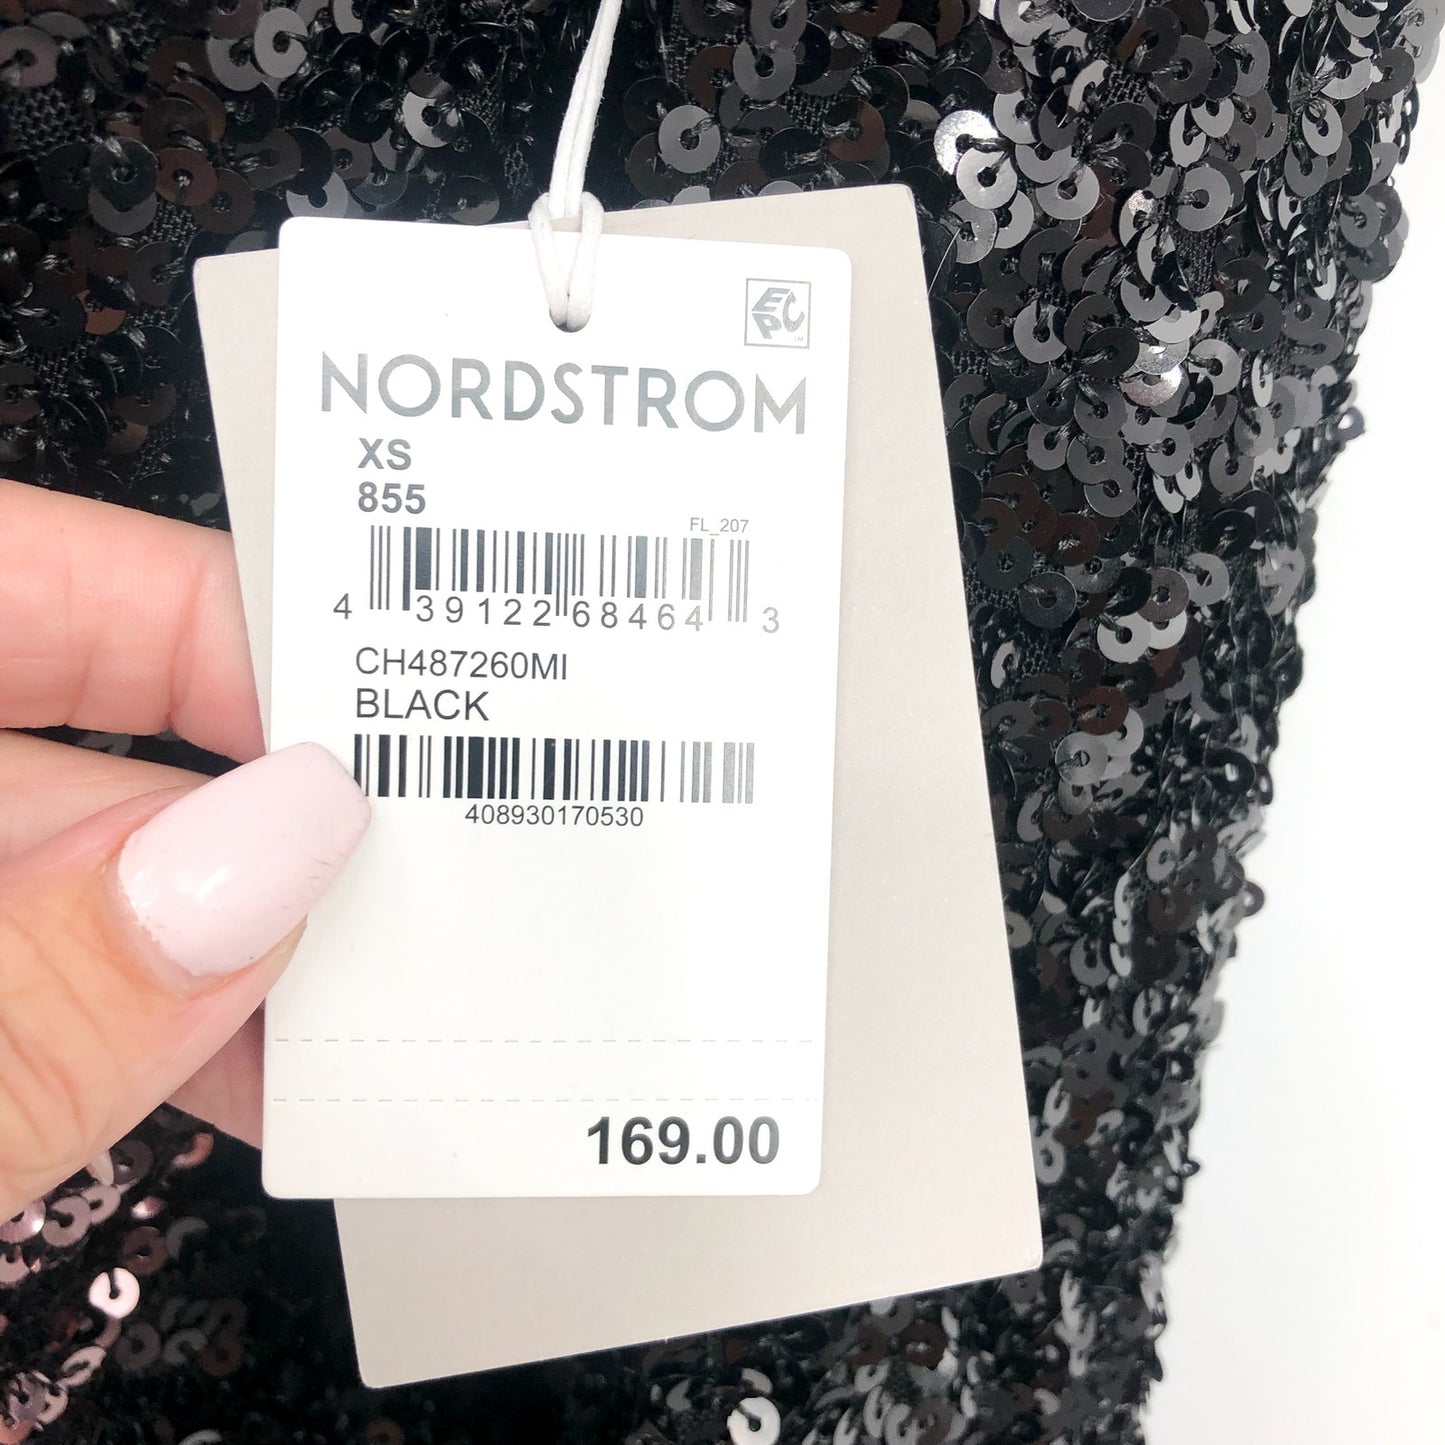 EPC
NORDSTROM
XS
855
FL_207
4 39122 68464 3
CH487260MI
BLACK
408930170530
169.00